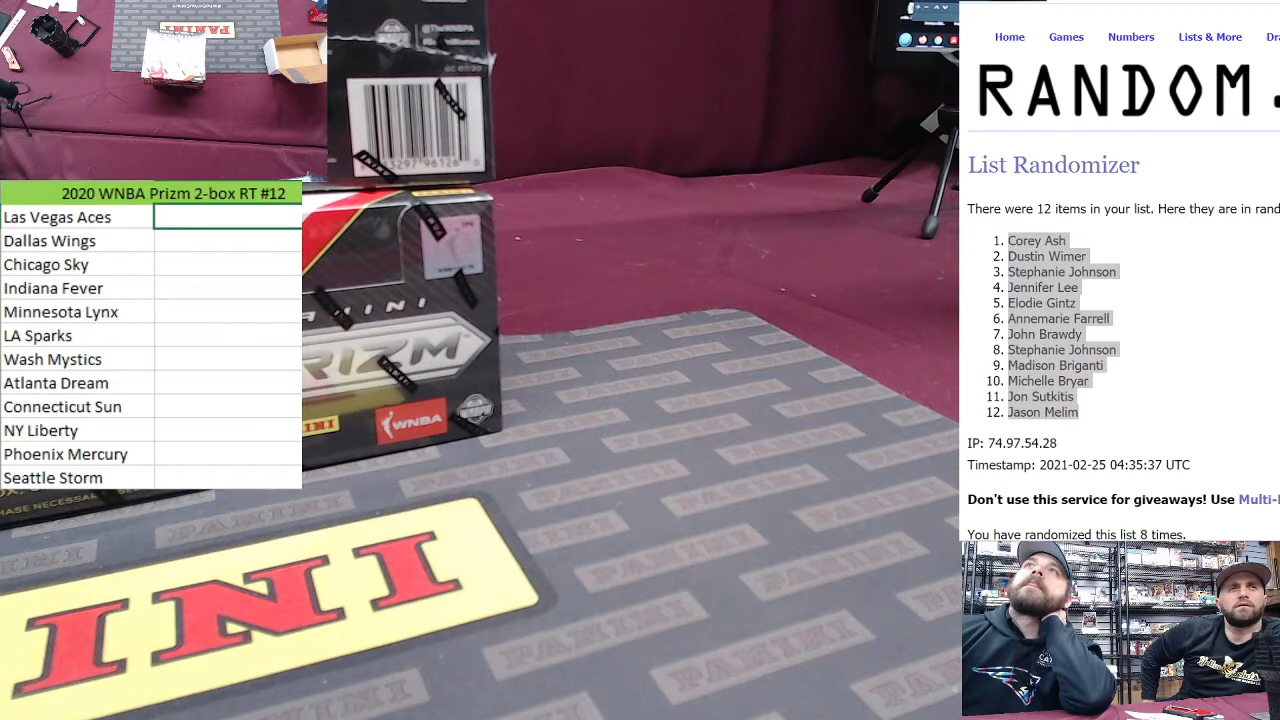 PANINI
@TheWNBPA
13297 96126
2020 WNBA Prizm 2-box RT #12
Las Vegas Aces
Dallas Wings
Chicago Sky
Indiana Fever
Minnesota Lynx
LA Sparks
Wash Mystics
Atlanta Dream
Connecticut Sun
NY Liberty
Phoenix Mercury
Seattle Storm
WNBA
INI
Home Games Numbers Lists & More Dra
RANDOM.
List Randomizer
There were 12 items in your list. Here they are in rand
1. Corey Ash
2. Dustin Wimer
3. Stephanie Johnson
4. Jennifer Lee
5. Elodie Gintz
6. Annemarie Farrell
7. John Brawdy
8. Stephanie Johnson
9. Madison Briganti
10. Michelle Bryar
11. Jon Sutkitis
12. Jason Melim
IP: 74.97.54.28
Timestamp: 2021-02-25 04:35:37 UTC
Don't use this service for giveaways! Use Multi-
You have randomized this list 8 times.